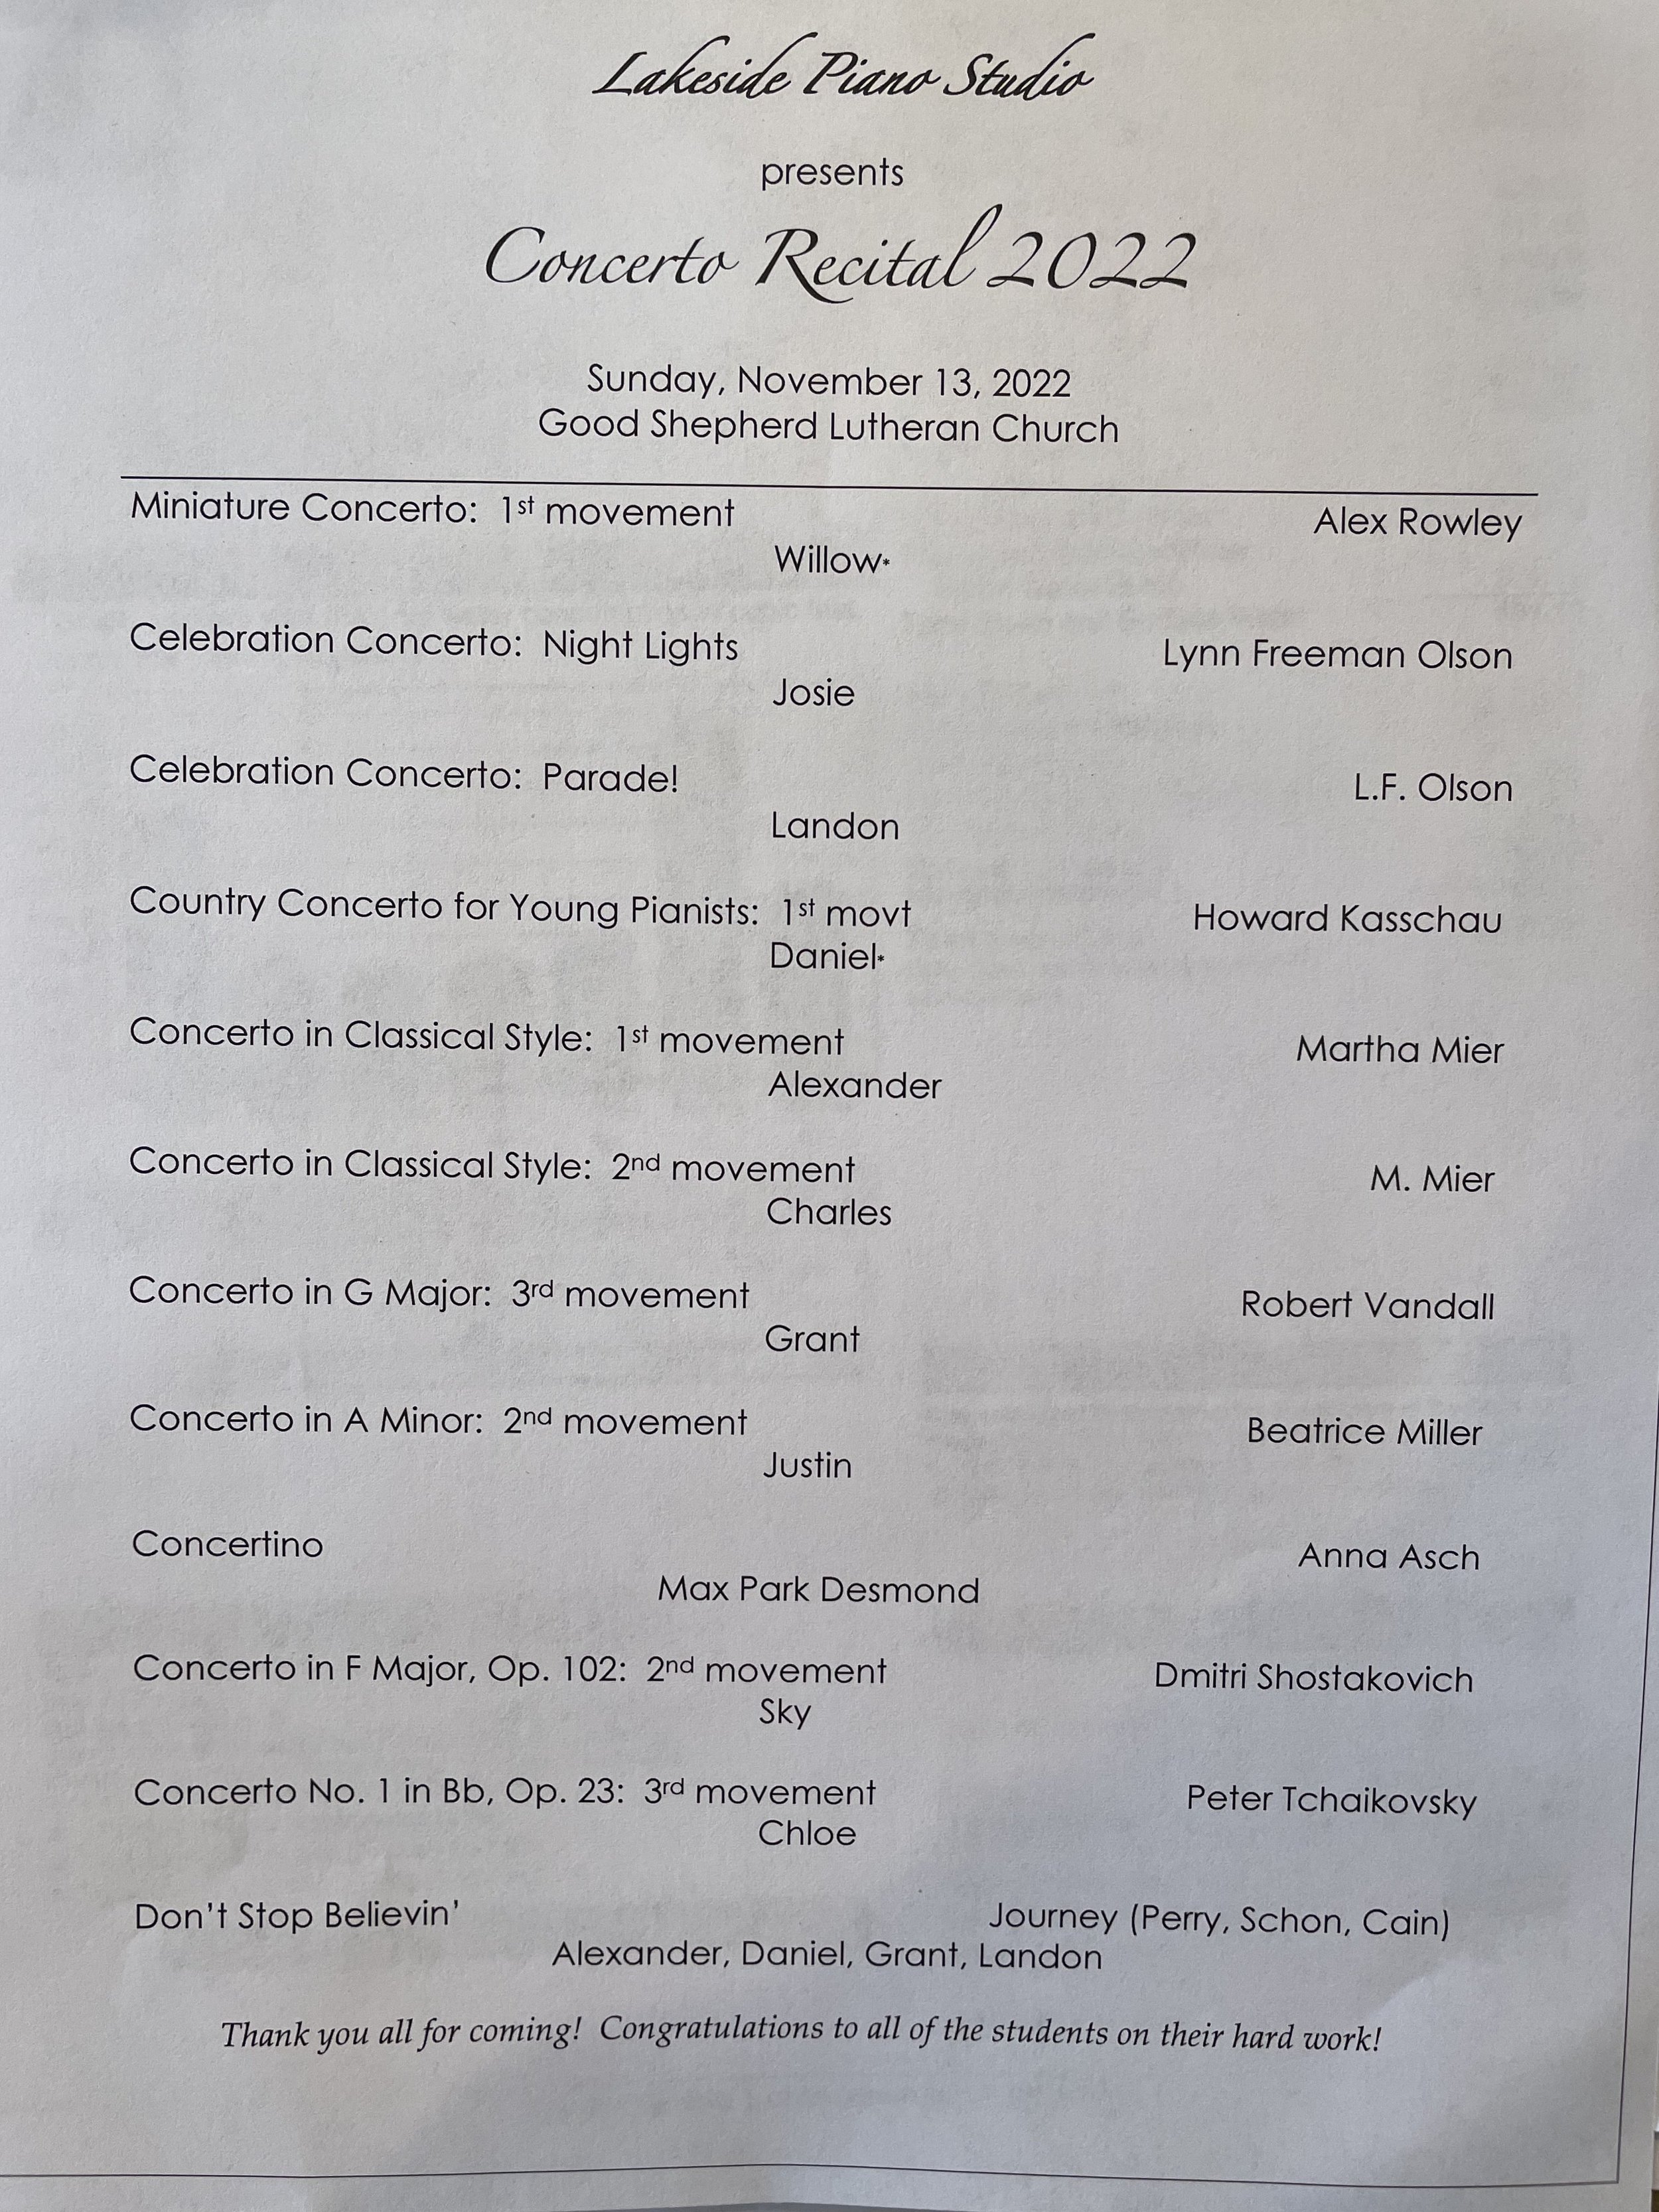 Lakeside Piano Studio
presents
Concerto Recital 2022
Sunday, November 13, 2022
Good Shepherd Lutheran Church
Miniature Concerto: 1st movement Alex Rowley
Willow*
Celebration Concerto: Night Lights Lynn Freeman Olson
Josie
Celebration Concerto: Parade! L.F. Olson
Landon
Country Concerto for Young Pianists: 1st movt Howard Kasschau
Daniel*
Concerto in Classical Style: 1st movement Martha Mier
Alexander
Concerto in Classical Style: 2nd movement M. Mier
Charles
Concerto in G Major: 3rd movement Robert Vandall
Grant
Concerto in A Minor: 2nd movement Beatrice Miller
Justin
Concertino Anna Asch
Max Park Desmond
Concerto in F Major, Op. 102: 2nd movement Dmitri Shostakovich
Sky
Concerto No. 1 in Bb, Op. 23: 3rd movement Peter Tchaikovsky
Chloe
Don't Stop Believin' Journey (Perry, Schon, Cain)
Alexander, Daniel, Grant, Landon
Thank you all for coming! Congratulations to all of the students on their hard work!